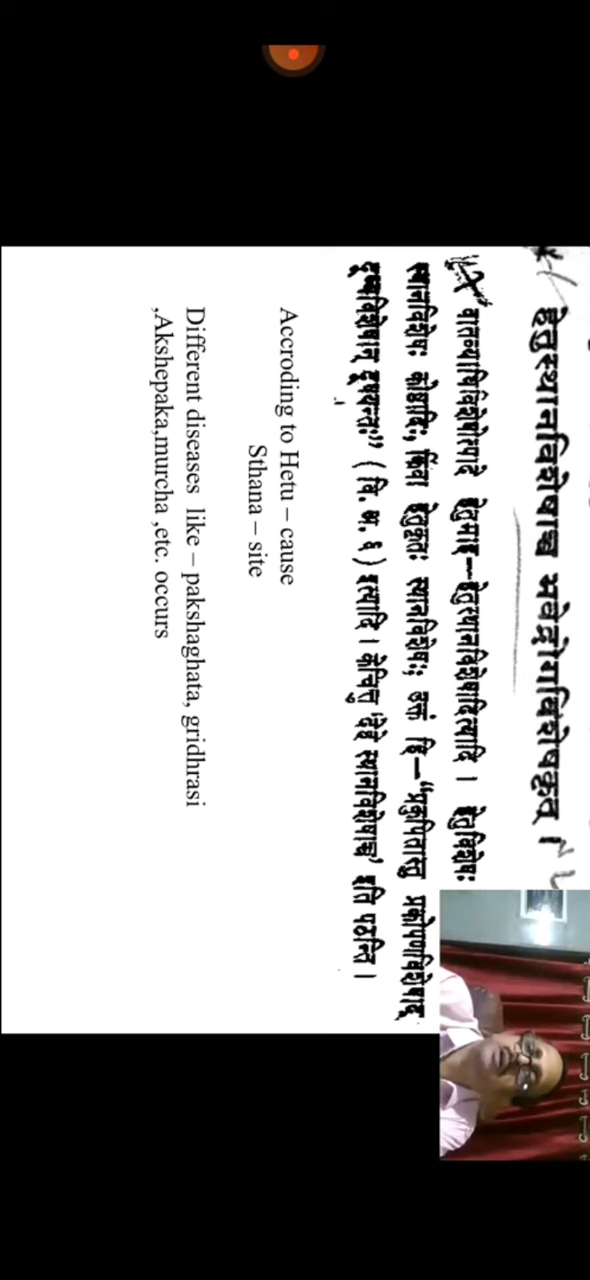 हेतुस्थानविशेषाच्च भवेद्रोगविशेषकृत् ।
वातव्याधिविशेषोत्पादे हेतुमाह—हेतुस्थानविशेषादित्यादि । हेतुविशेषः
स्थानविशेषः कोष्ठादिः, किंवा हेतुकृतः स्थानविशेषः; उक्तं हि—"प्रकुपितास्तु प्रकोपणविशेषाद्
दूष्यविशेषाच्च दूषयन्तः" ( वि. अ. ६ ) इत्यादि । केचित्तु 'देहे स्थानविशेषाच्च' इति पठन्ति ।
Accroding to Hetu – cause
Sthana – site
Different diseases like – pakshaghata, gridhrasi
,Akshepaka,murcha ,etc. occurs